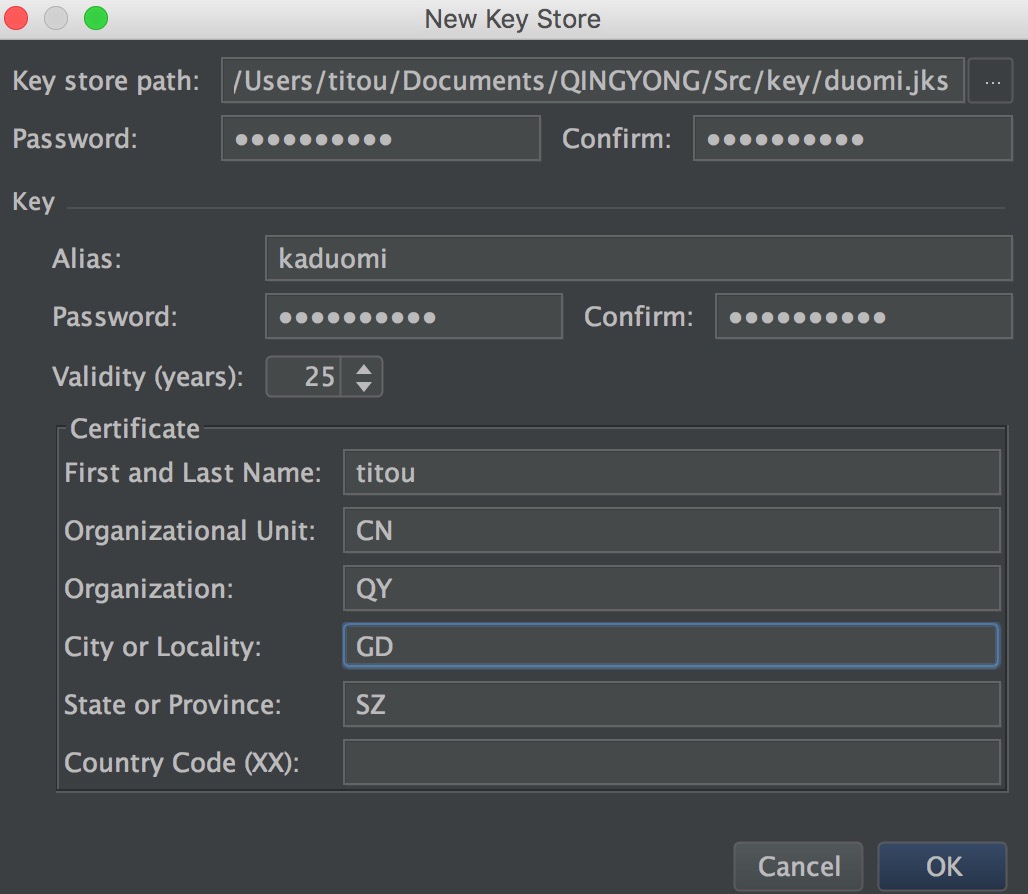 New Key Store
Key store path: /Users/titou/Documents/QINGYONG/Src/key/duomi.jks ...
Password: •••••••••• Confirm: ••••••••••
Key
Alias: kaduomi
Password: •••••••••• Confirm: ••••••••••
Validity (years): 25
Certificate
First and Last Name: titou
Organizational Unit: CN
Organization: QY
City or Locality: GD
State or Province: SZ
Country Code (XX):
Cancel OK